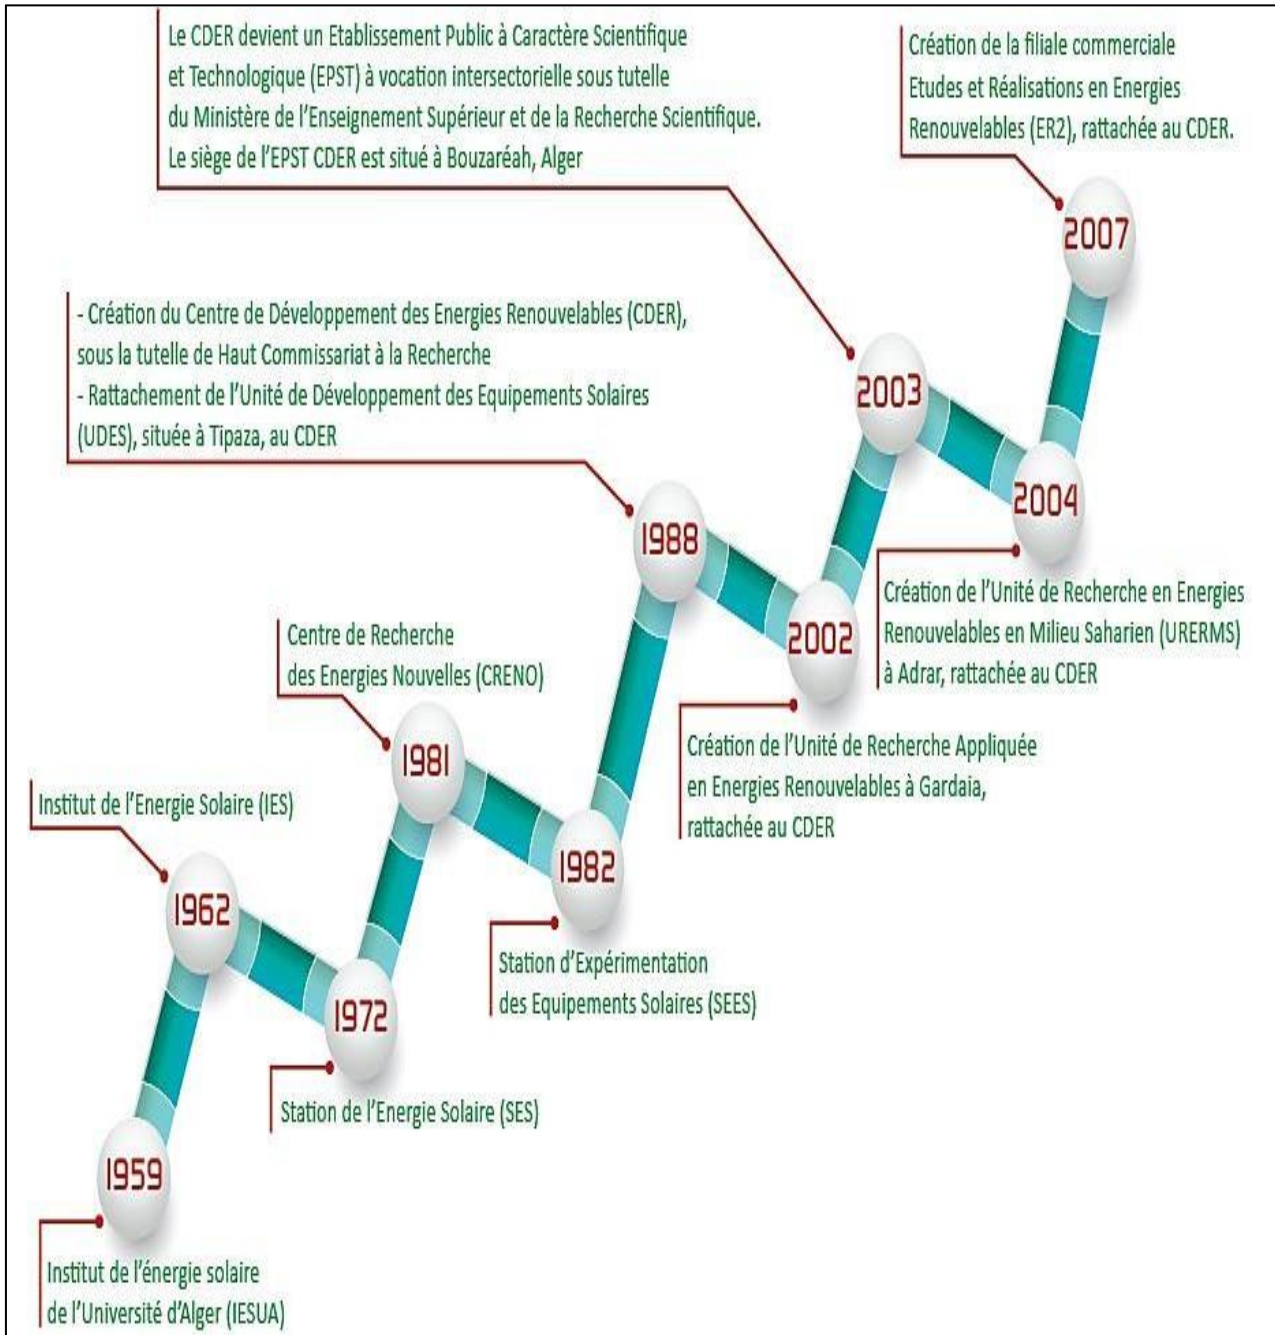 Le CDER devient un Etablissement Public à Caractère Scientifique
et Technologique (EPST) à vocation intersectorielle sous tutelle
du Ministère de l'Enseignement Supérieur et de la Recherche Scientifique.
Le siège de l'EPST CDER est situé à Bouzaréah, Alger
Création de la filiale commerciale
Etudes et Réalisations en Energies
Renouvelables (ER2), rattachée au CDER.
2007
- Création du Centre de Développement des Energies Renouvelables (CDER),
sous la tutelle de Haut Commissariat à la Recherche
- Rattachement de l'Unité de Développement des Equipements Solaires
(UDES), située à Tipaza, au CDER
2003
2004
1988
Création de l'Unité de Recherche en Energies
Renouvelables en Milieu Saharien (URERMS)
à Adrar, rattachée au CDER
2002
Centre de Recherche
des Energies Nouvelles (CRENO)
Création de l'Unité de Recherche Appliquée
en Energies Renouvelables à Gardaia,
rattachée au CDER
1981
Institut de l'Energie Solaire (IES)
1982
1962
Station d'Expérimentation
des Equipements Solaires (SEES)
1972
Station de l'Energie Solaire (SES)
1959
Institut de l'énergie solaire
de l'Université d'Alger (IESUA)